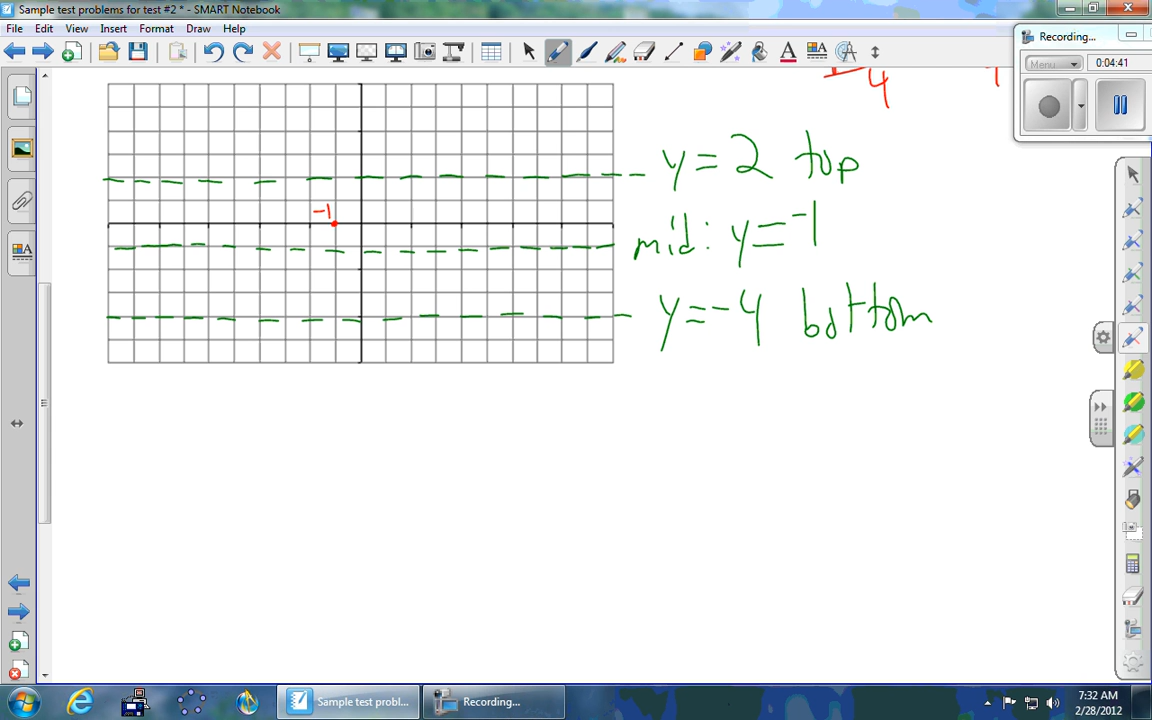 Sample test problems for test #2 * - SMART Notebook
File Edit View Insert Format Draw Help
Recording...
Menu
0:04:41
4
y = 2 top
-1
mid: y = -1
y = -4 bottom
Sample test probl...
Recording...
7:32 AM
2/28/2012